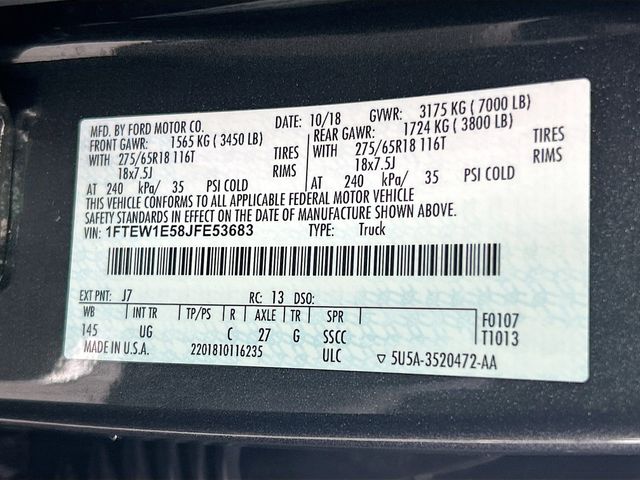 MFD. BY FORD MOTOR CO. DATE: 10/18 GVWR: 3175 KG ( 7000 LB)
FRONT GAWR: 1565 KG ( 3450 LB) REAR GAWR: 1724 KG ( 3800 LB)
WITH 275/65R18 116T TIRES WITH 275/65R18 116T TIRES
18x7.5J RIMS 18x7.5J RIMS
AT 240 kPa/ 35 PSI COLD AT 240 kPa/ 35 PSI COLD
THIS VEHICLE CONFORMS TO ALL APPLICABLE FEDERAL MOTOR VEHICLE
SAFETY STANDARDS IN EFFECT ON THE DATE OF MANUFACTURE SHOWN ABOVE.
VIN: 1FTEW1E58JFE53683 TYPE: Truck
EXT PNT: J7 RC: 13 DSO:
WB INT TR TP/PS R AXLE TR SPR F0107
145 UG C 27 G SSCC T1013
MADE IN U.S.A. 2201810116235 ULC ▽ 5U5A-3520472-AA